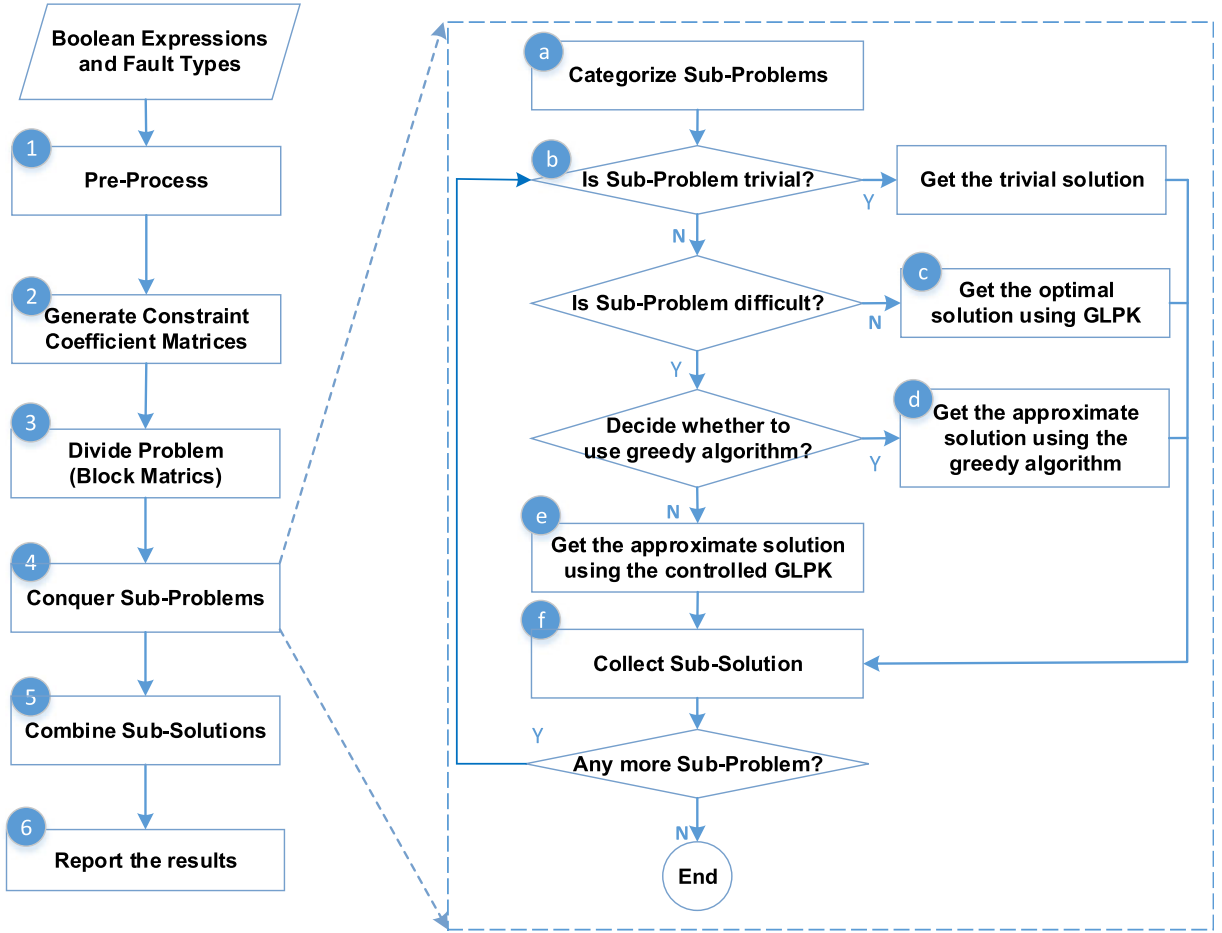 Boolean Expressions
and Fault Types
1
Pre-Process
2
Generate Constraint
Coefficient Matrices
3
Divide Problem
(Block Matrics)
4
Conquer Sub-Problems
5
Combine Sub-Solutions
6
Report the results
a
Categorize Sub-Problems
b
Is Sub-Problem trivial?
Y
Get the trivial solution
N
Is Sub-Problem difficult?
N
c
Get the optimal
solution using GLPK
Y
Decide whether to
use greedy algorithm?
Y
d
Get the approximate
solution using the
greedy algorithm
N
e
Get the approximate solution
using the controlled GLPK
f
Collect Sub-Solution
Y
Any more Sub-Problem?
N
End